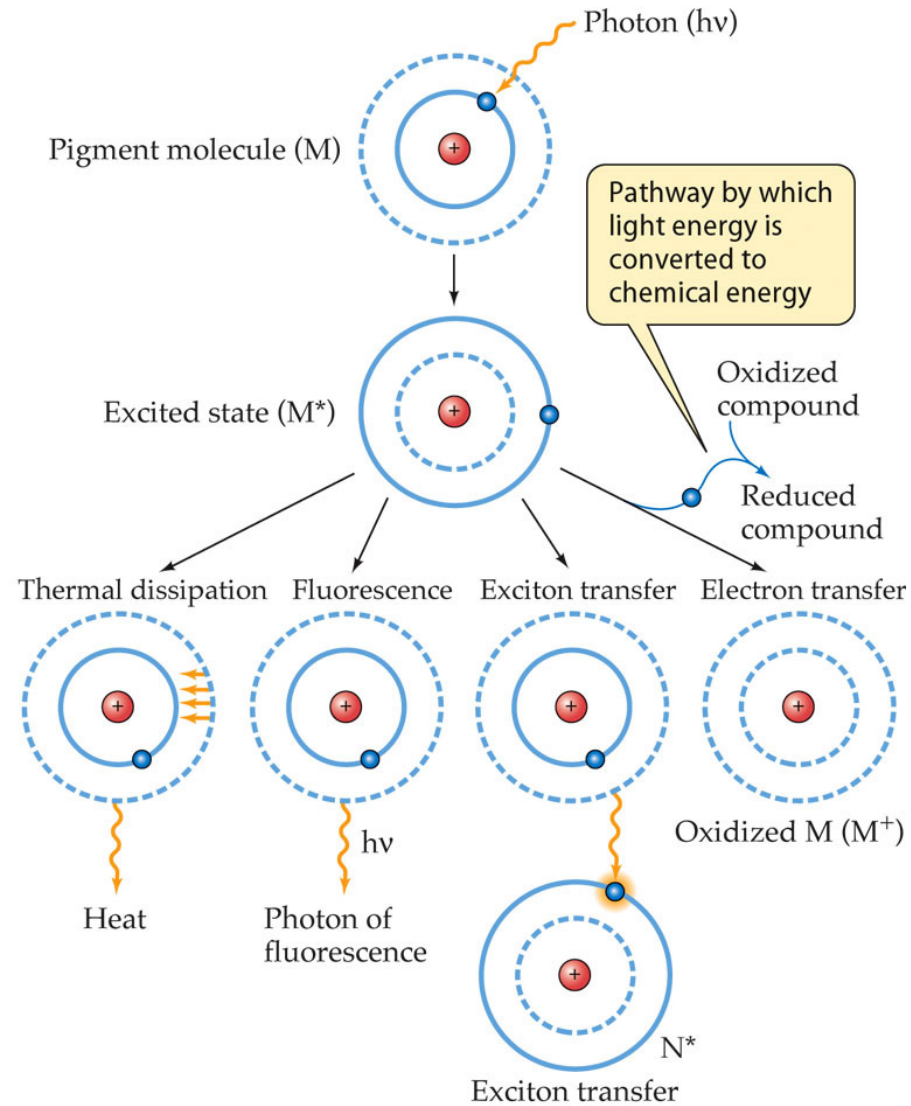 Photon (hν)
Pigment molecule (M)
+
Pathway by which
light energy is
converted to
chemical energy
Oxidized
compound
Excited state (M*)
+
Reduced
compound
Thermal dissipation
Fluorescence
Exciton transfer
Electron transfer
+
+
+
+
hν
Oxidized M (M⁺)
Heat
Photon of
fluorescence
+
N*
Exciton transfer